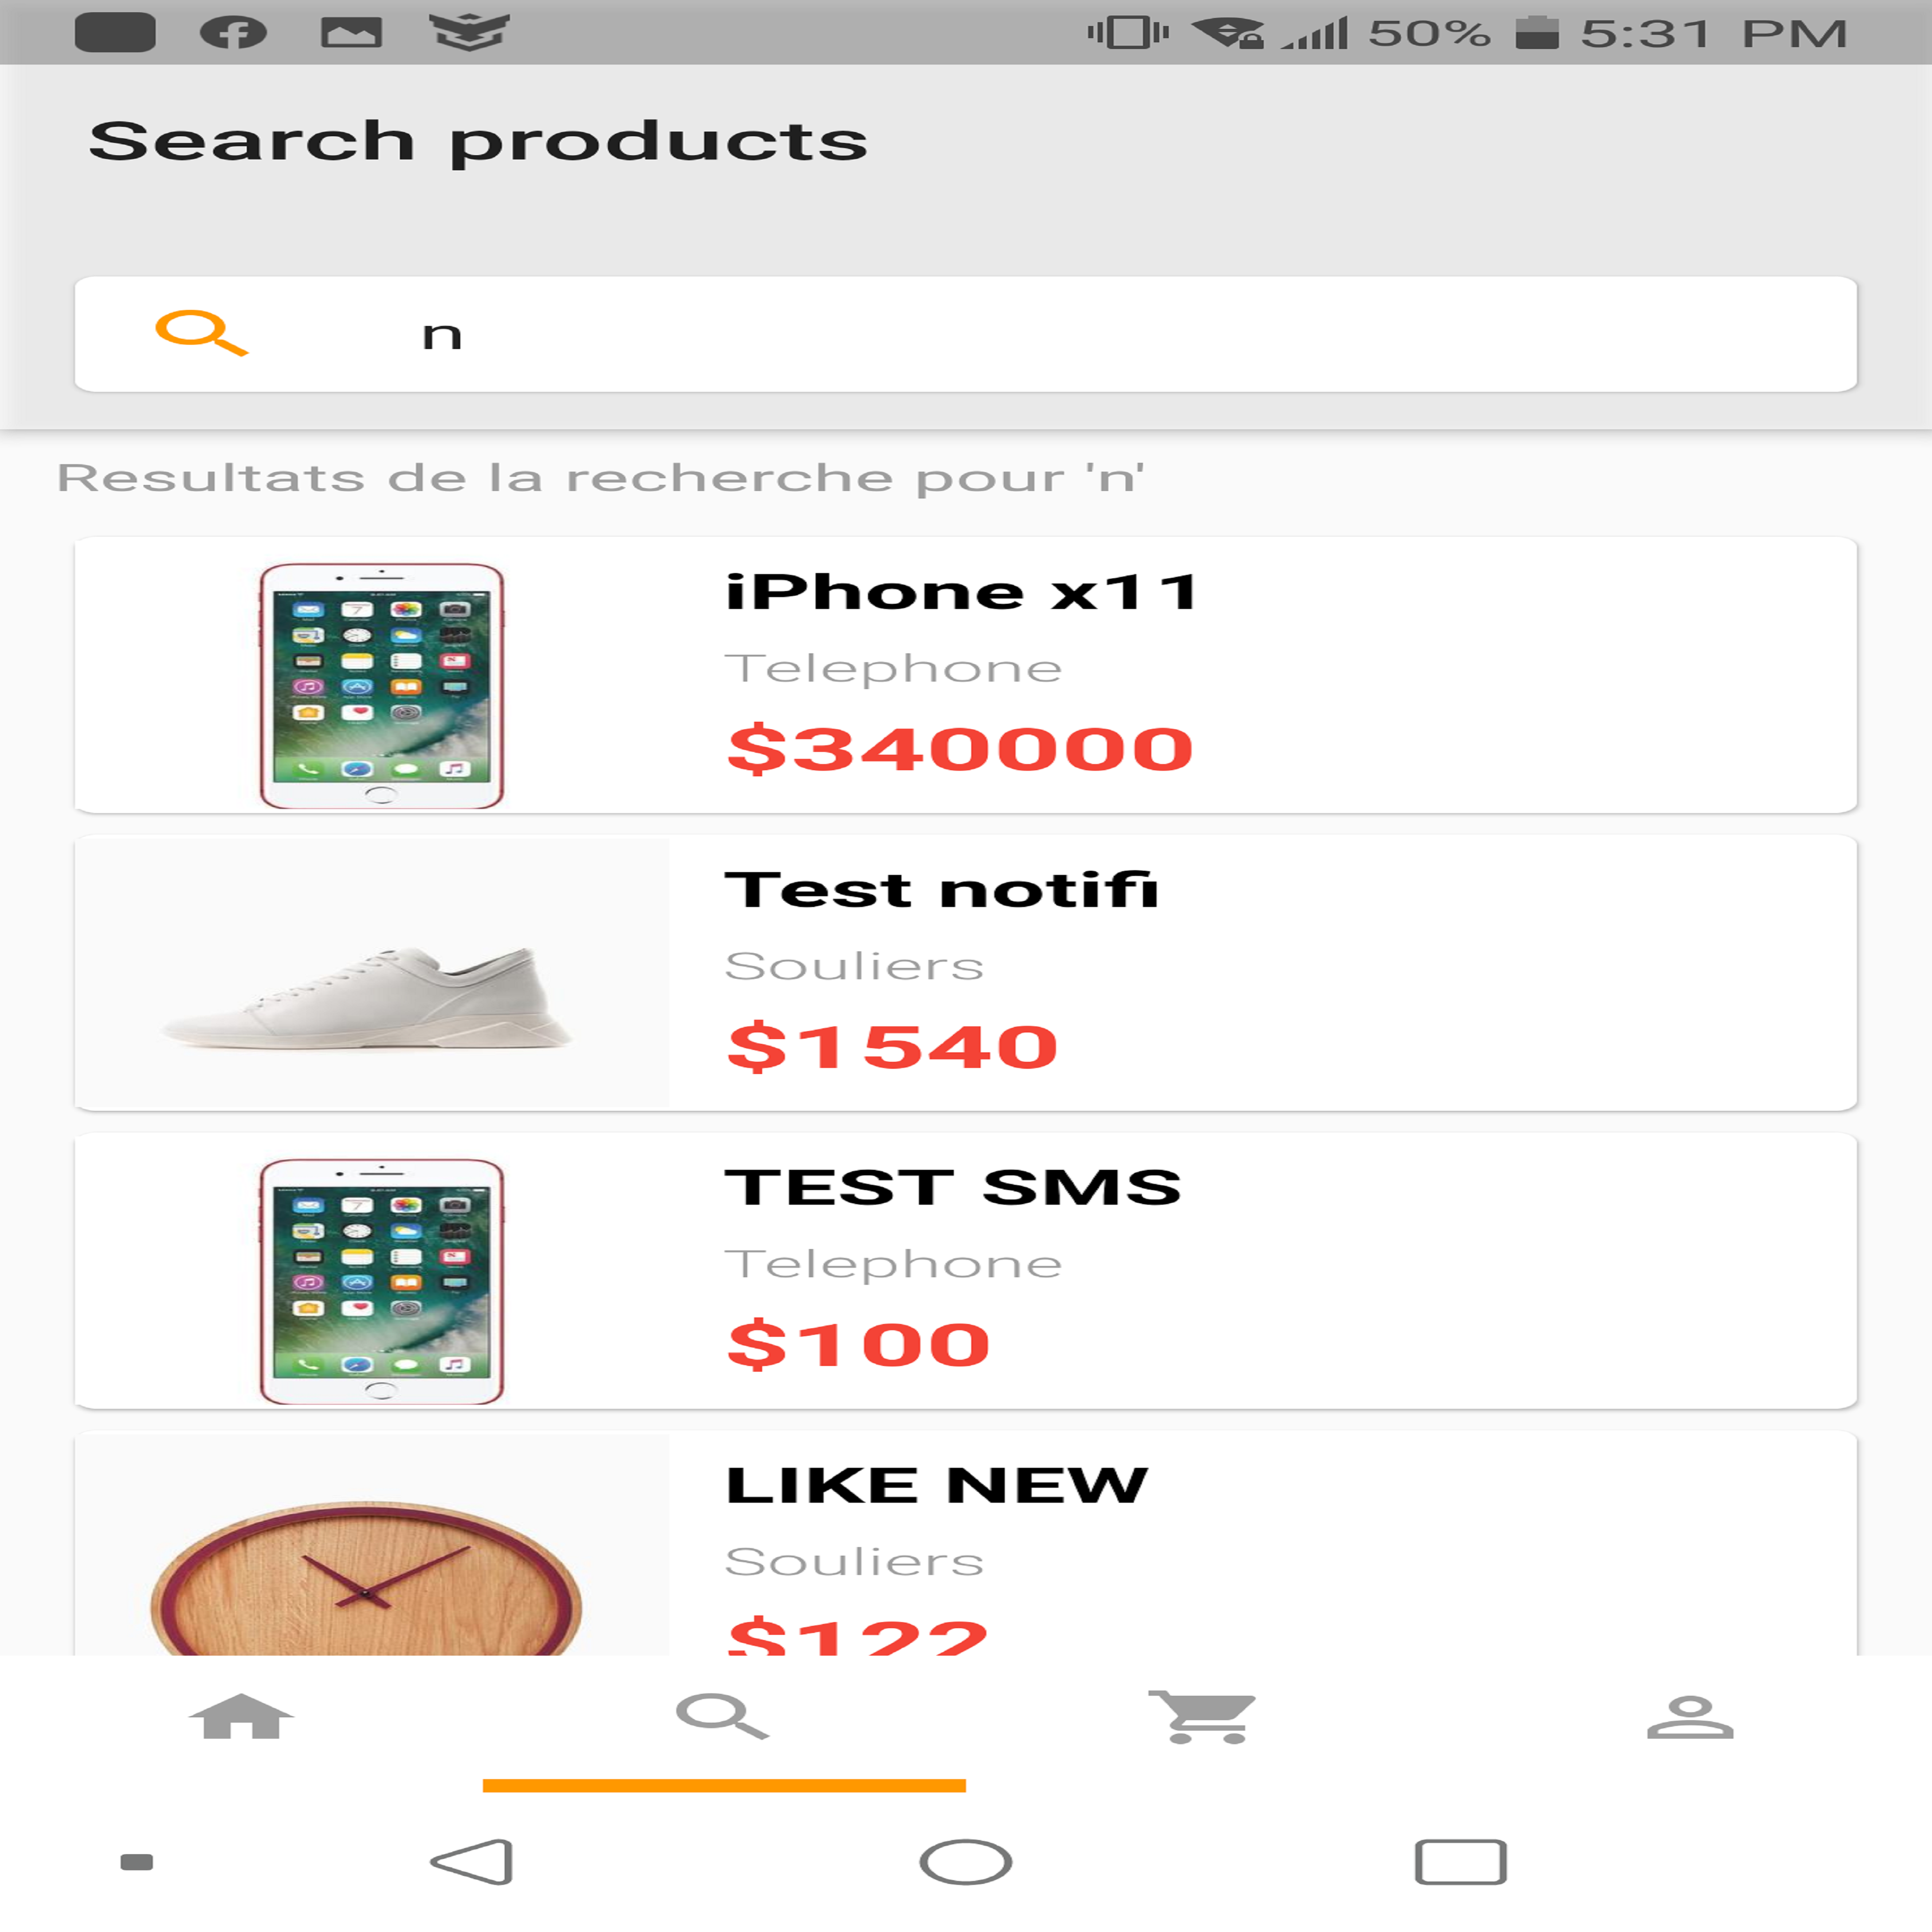 50% 5:31 PM
Search products
n
Resultats de la recherche pour 'n'
iPhone x11
Telephone
$340000
Test notifi
Souliers
$1540
TEST SMS
Telephone
$100
LIKE NEW
Souliers
$122